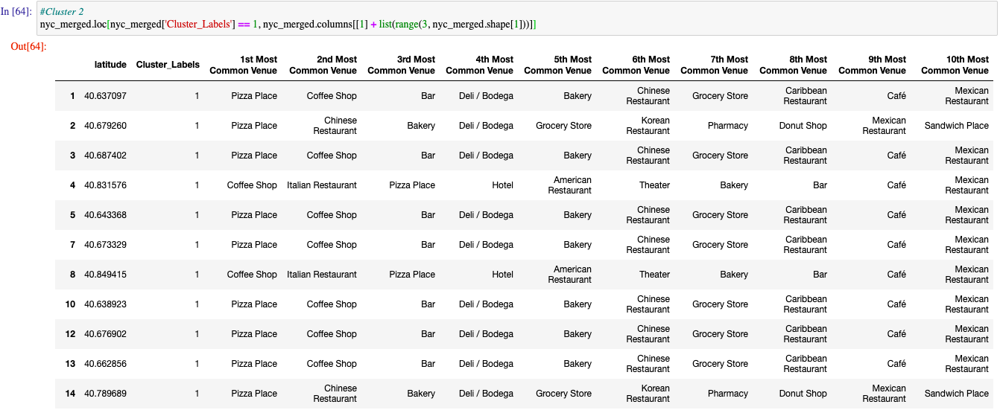 In [64]: #Cluster 2
nyc_merged.loc[nyc_merged['Cluster_Labels'] == 1, nyc_merged.columns[[1] + list(range(3, nyc_merged.shape[1]))]]
Out[64]:
latitude Cluster_Labels 1st Most Common Venue 2nd Most Common Venue 3rd Most Common Venue 4th Most Common Venue 5th Most Common Venue 6th Most Common Venue 7th Most Common Venue 8th Most Common Venue 9th Most Common Venue 10th Most Common Venue
1 40.637097 1 Pizza Place Coffee Shop Bar Deli / Bodega Bakery Chinese Restaurant Grocery Store Caribbean Restaurant Café Mexican Restaurant
2 40.679260 1 Pizza Place Chinese Restaurant Bakery Deli / Bodega Grocery Store Korean Restaurant Pharmacy Donut Shop Mexican Restaurant Sandwich Place
3 40.687402 1 Pizza Place Coffee Shop Bar Deli / Bodega Bakery Chinese Restaurant Grocery Store Caribbean Restaurant Café Mexican Restaurant
4 40.831576 1 Coffee Shop Italian Restaurant Pizza Place Hotel American Restaurant Theater Bakery Bar Café Mexican Restaurant
5 40.643368 1 Pizza Place Coffee Shop Bar Deli / Bodega Bakery Chinese Restaurant Grocery Store Caribbean Restaurant Café Mexican Restaurant
7 40.673329 1 Pizza Place Coffee Shop Bar Deli / Bodega Bakery Chinese Restaurant Grocery Store Caribbean Restaurant Café Mexican Restaurant
8 40.849415 1 Coffee Shop Italian Restaurant Pizza Place Hotel American Restaurant Theater Bakery Bar Café Mexican Restaurant
10 40.638923 1 Pizza Place Coffee Shop Bar Deli / Bodega Bakery Chinese Restaurant Grocery Store Caribbean Restaurant Café Mexican Restaurant
12 40.676902 1 Pizza Place Coffee Shop Bar Deli / Bodega Bakery Chinese Restaurant Grocery Store Caribbean Restaurant Café Mexican Restaurant
13 40.662856 1 Pizza Place Coffee Shop Bar Deli / Bodega Bakery Chinese Restaurant Grocery Store Caribbean Restaurant Café Mexican Restaurant
14 40.789689 1 Pizza Place Chinese Restaurant Bakery Deli / Bodega Grocery Store Korean Restaurant Pharmacy Donut Shop Mexican Restaurant Sandwich Place